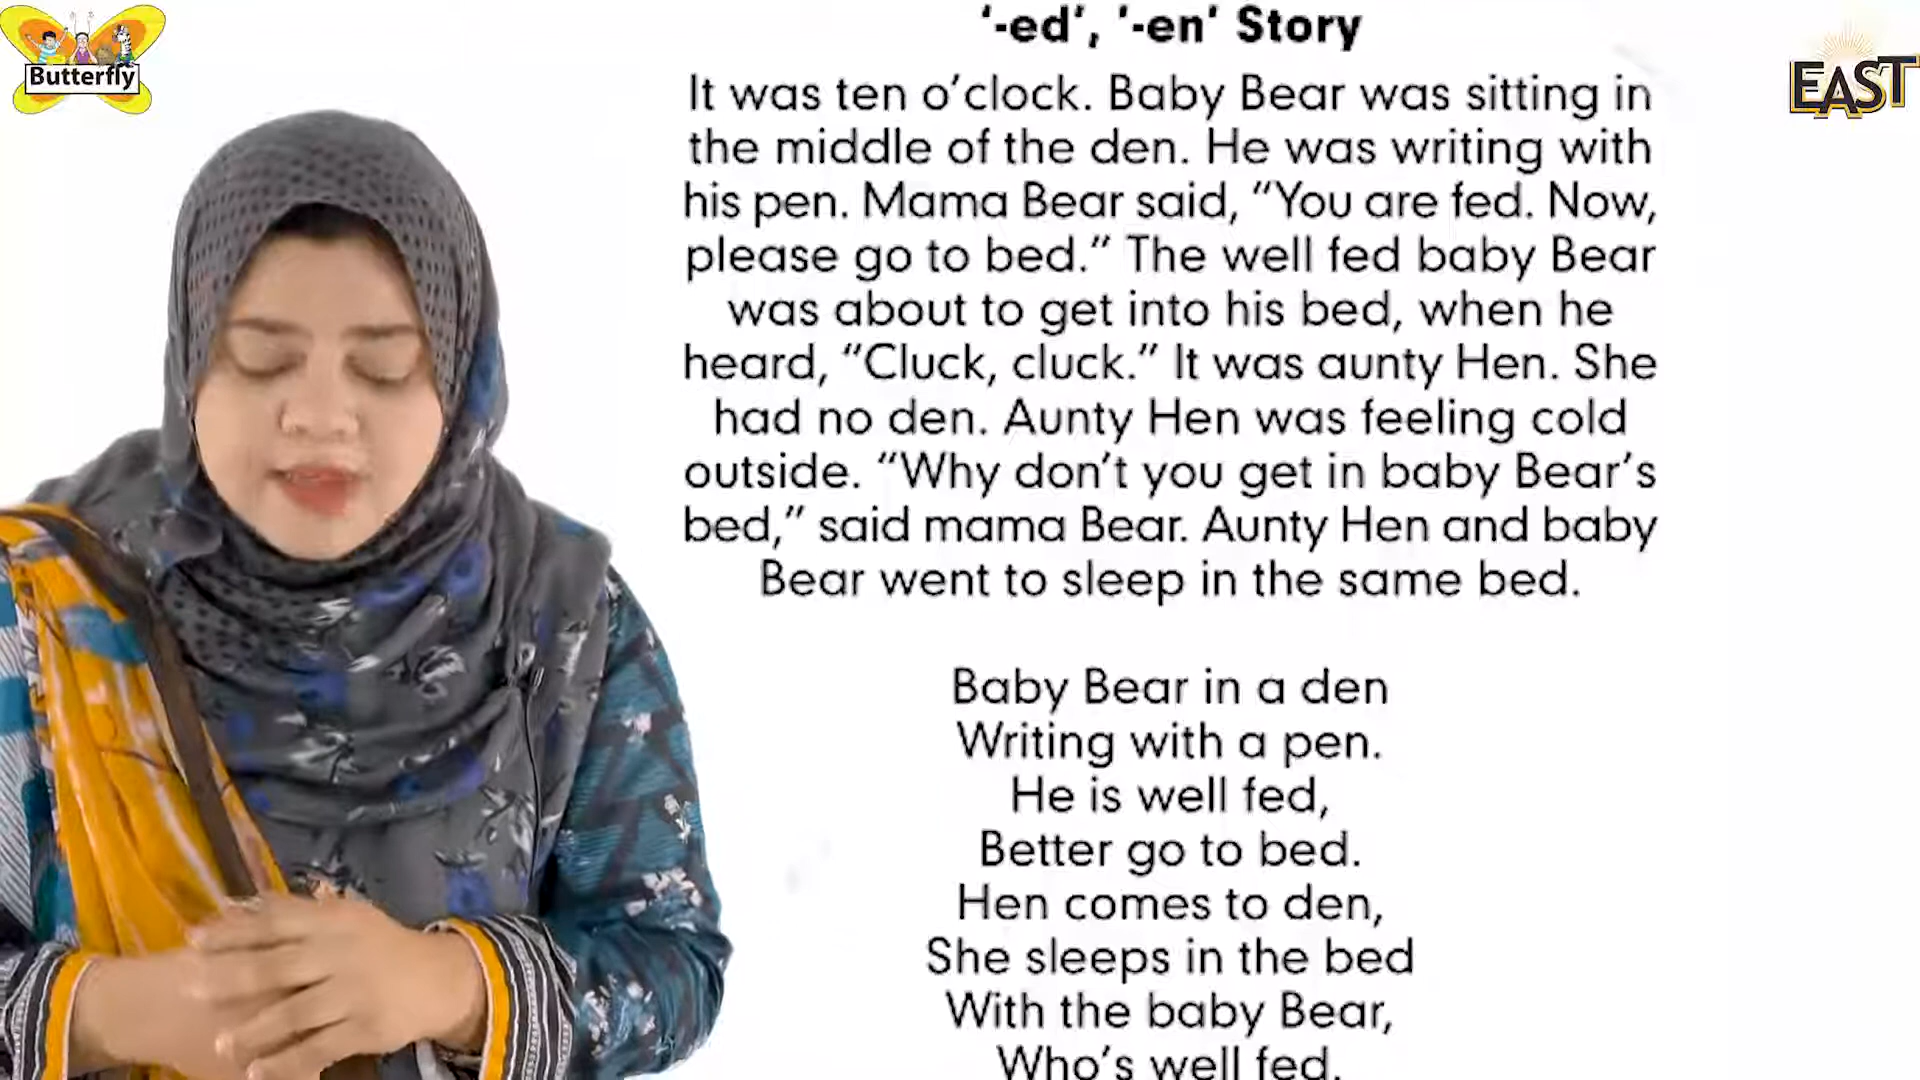 Butterfly
EAST
‘-ed’, ‘-en’ Story
It was ten o’clock. Baby Bear was sitting in
the middle of the den. He was writing with
his pen. Mama Bear said, “You are fed. Now,
please go to bed.” The well fed baby Bear
was about to get into his bed, when he
heard, “Cluck, cluck.” It was aunty Hen. She
had no den. Aunty Hen was feeling cold
outside. “Why don’t you get in baby Bear’s
bed,” said mama Bear. Aunty Hen and baby
Bear went to sleep in the same bed.
Baby Bear in a den
Writing with a pen.
He is well fed,
Better go to bed.
Hen comes to den,
She sleeps in the bed
With the baby Bear,
Who’s well fed.